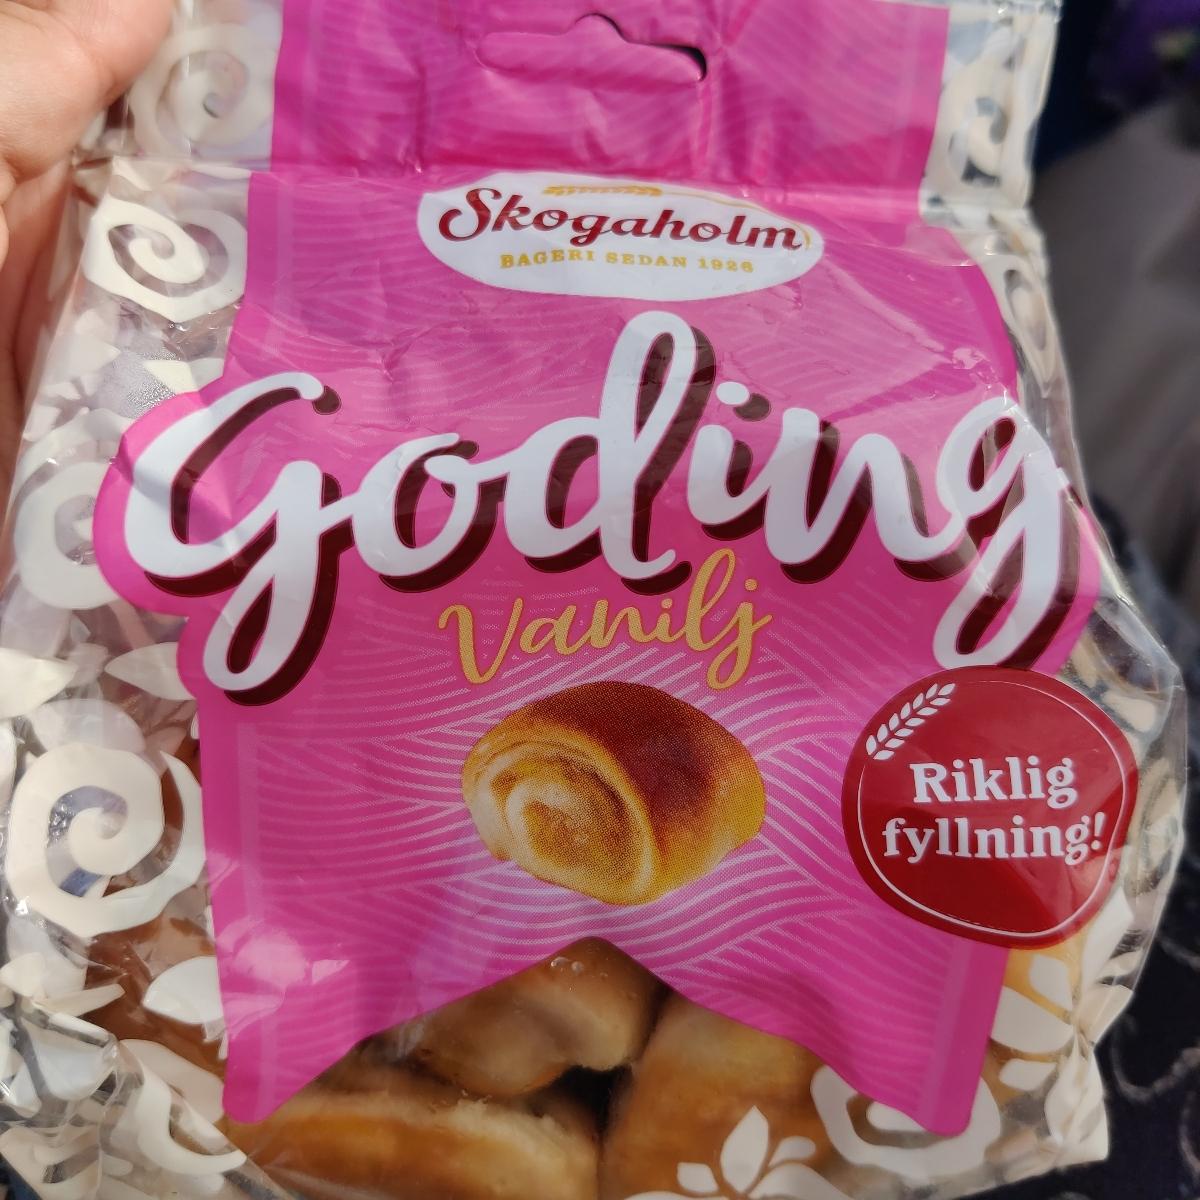 Skogaholm
BAGERI SEDAN 1926
Goding
Vanilj
Riklig
fyllning!